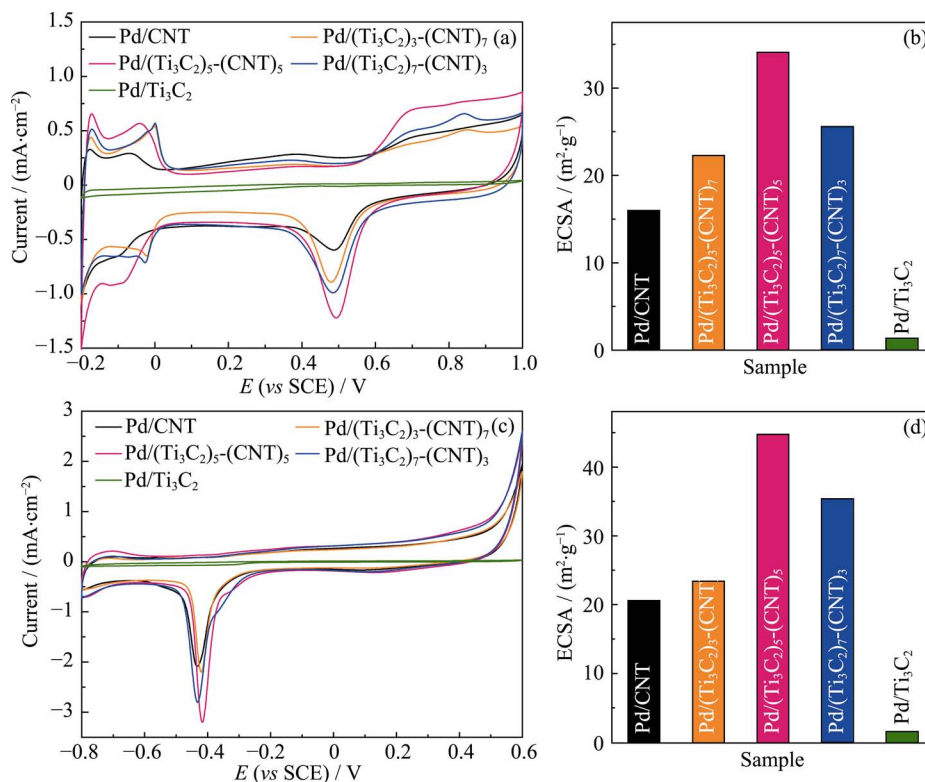 Pd/CNT
Pd/(Ti₃C₂)₃-(CNT)₇
(a)
Pd/(Ti₃C₂)₅-(CNT)₅
Pd/(Ti₃C₂)₇-(CNT)₃
Pd/Ti₃C₂
1.5
1.0
0.5
0
−0.5
−1.0
−1.5
Current / (mA·cm⁻²)
−0.2
0
0.2
0.4
0.6
0.8
1.0
E (vs SCE) / V
(b)
30
20
10
0
ECSA / (m²·g⁻¹)
Pd/CNT
Pd/(Ti₃C₂)₃-(CNT)₇
Pd/(Ti₃C₂)₅-(CNT)₅
Pd/(Ti₃C₂)₇-(CNT)₃
Pd/Ti₃C₂
Sample
Pd/CNT
Pd/(Ti₃C₂)₃-(CNT)₇
(c)
Pd/(Ti₃C₂)₅-(CNT)₅
Pd/(Ti₃C₂)₇-(CNT)₃
Pd/Ti₃C₂
3
2
1
0
−1
−2
−3
Current / (mA·cm⁻²)
−0.8
−0.6
−0.4
−0.2
0
0.2
0.4
0.6
E (vs SCE) / V
(d)
40
30
20
10
0
ECSA / (m²·g⁻¹)
Pd/CNT
Pd/(Ti₃C₂)₃-(CNT)
Pd/(Ti₃C₂)₅-(CNT)₅
Pd/(Ti₃C₂)₇-(CNT)₃
Pd/Ti₃C₂
Sample